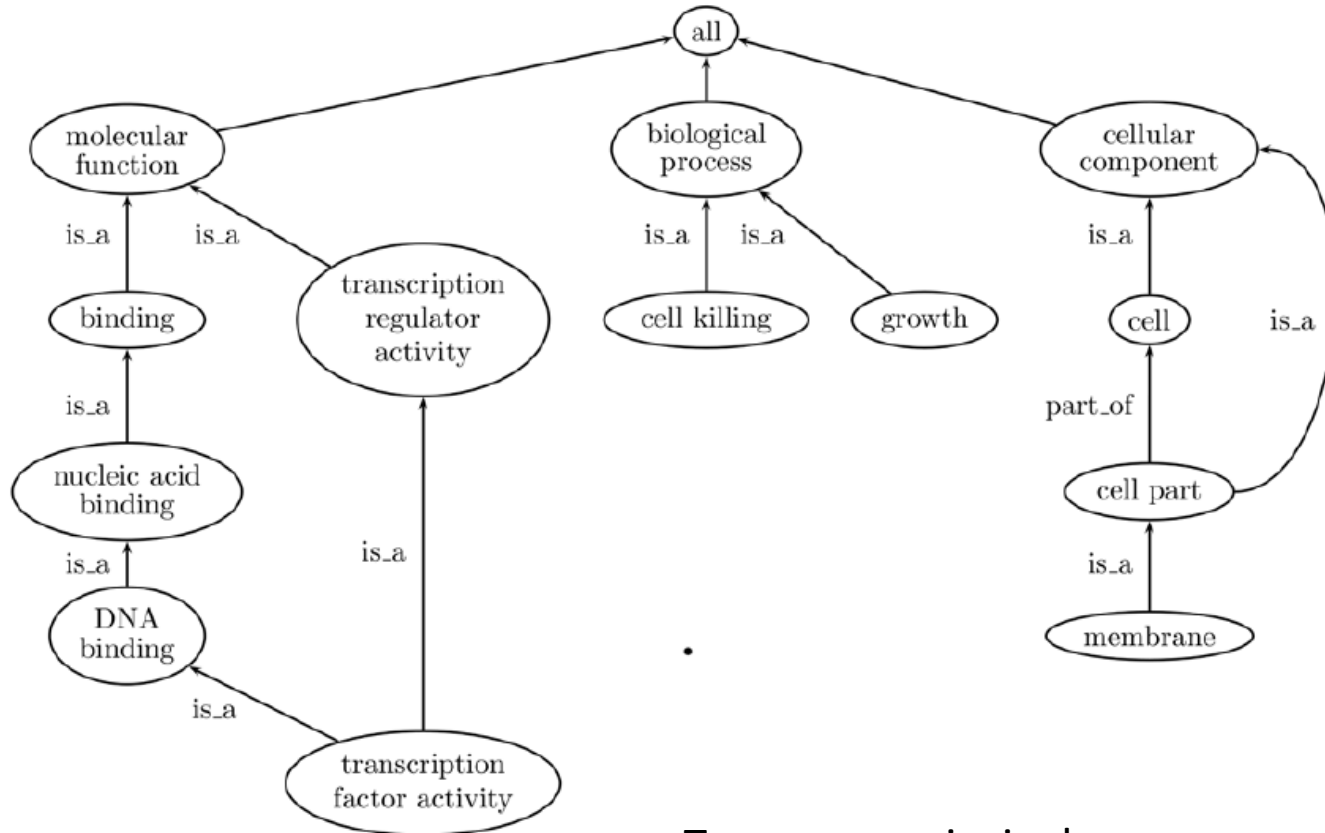 all
molecular
function
biological
process
cellular
component
is_a
is_a
is_a
is_a
is_a
transcription
regulator
activity
binding
cell killing
growth
cell
is_a
is_a
part_of
nucleic acid
binding
cell part
is_a
is_a
is_a
DNA
binding
membrane
is_a
transcription
factor activity